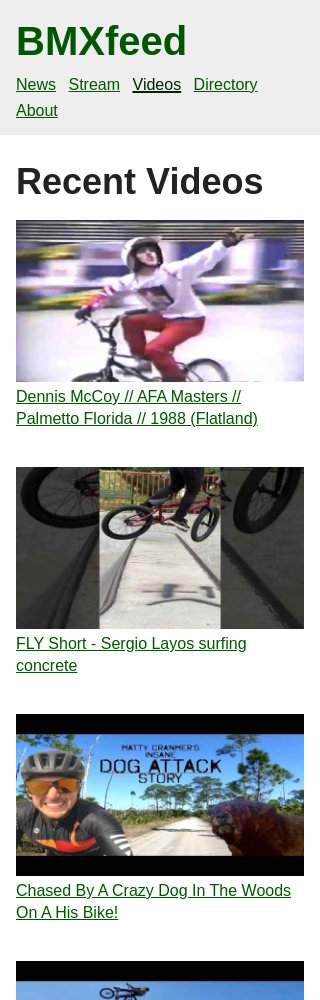 BMXfeed
News Stream Videos Directory
About
Recent Videos
Dennis McCoy // AFA Masters //
Palmetto Florida // 1988 (Flatland)
FLY Short - Sergio Layos surfing
concrete
MATTY CRANMER'S
INSANE
DOG ATTACK
STORY
Chased By A Crazy Dog In The Woods
On A His Bike!